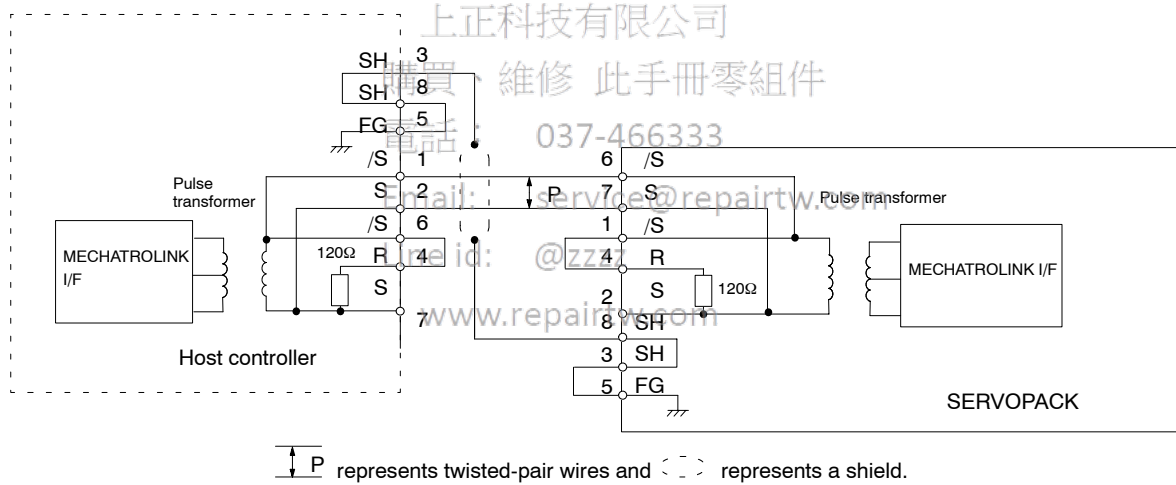 上正科技有限公司
購買、維修 此手冊零組件
電話： 037-466333
Email: service@repairtw.com
Line id: @zzzz
www.repairtw.com
SH 3
SH 8
FG 5
/S 1
S 2
/S 6
R 4
S 7
Pulse
transformer
MECHATROLINK
I/F
120Ω
Host controller
P
6 /S
7 S
1 /S
4 R
2 S
8 SH
3 SH
5 FG
120Ω
Pulse transformer
MECHATROLINK I/F
SERVOPACK
P represents twisted-pair wires and represents a shield.